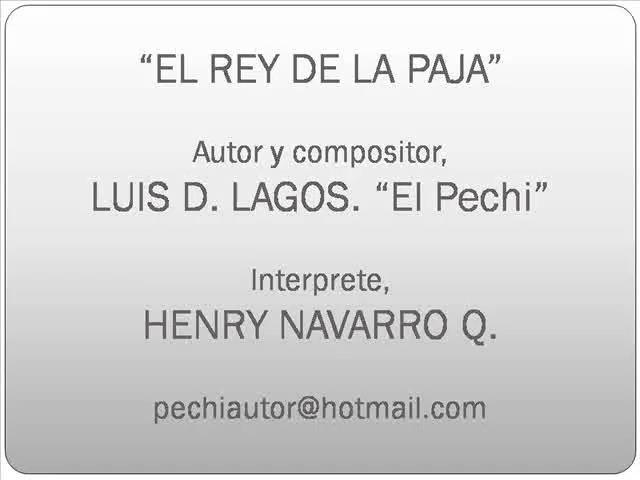 “EL REY DE LA PAJA”
Autor y compositor,
LUIS D. LAGOS. “El Pechi”
Interprete,
HENRY NAVARRO Q.
pechiautor@hotmail.com